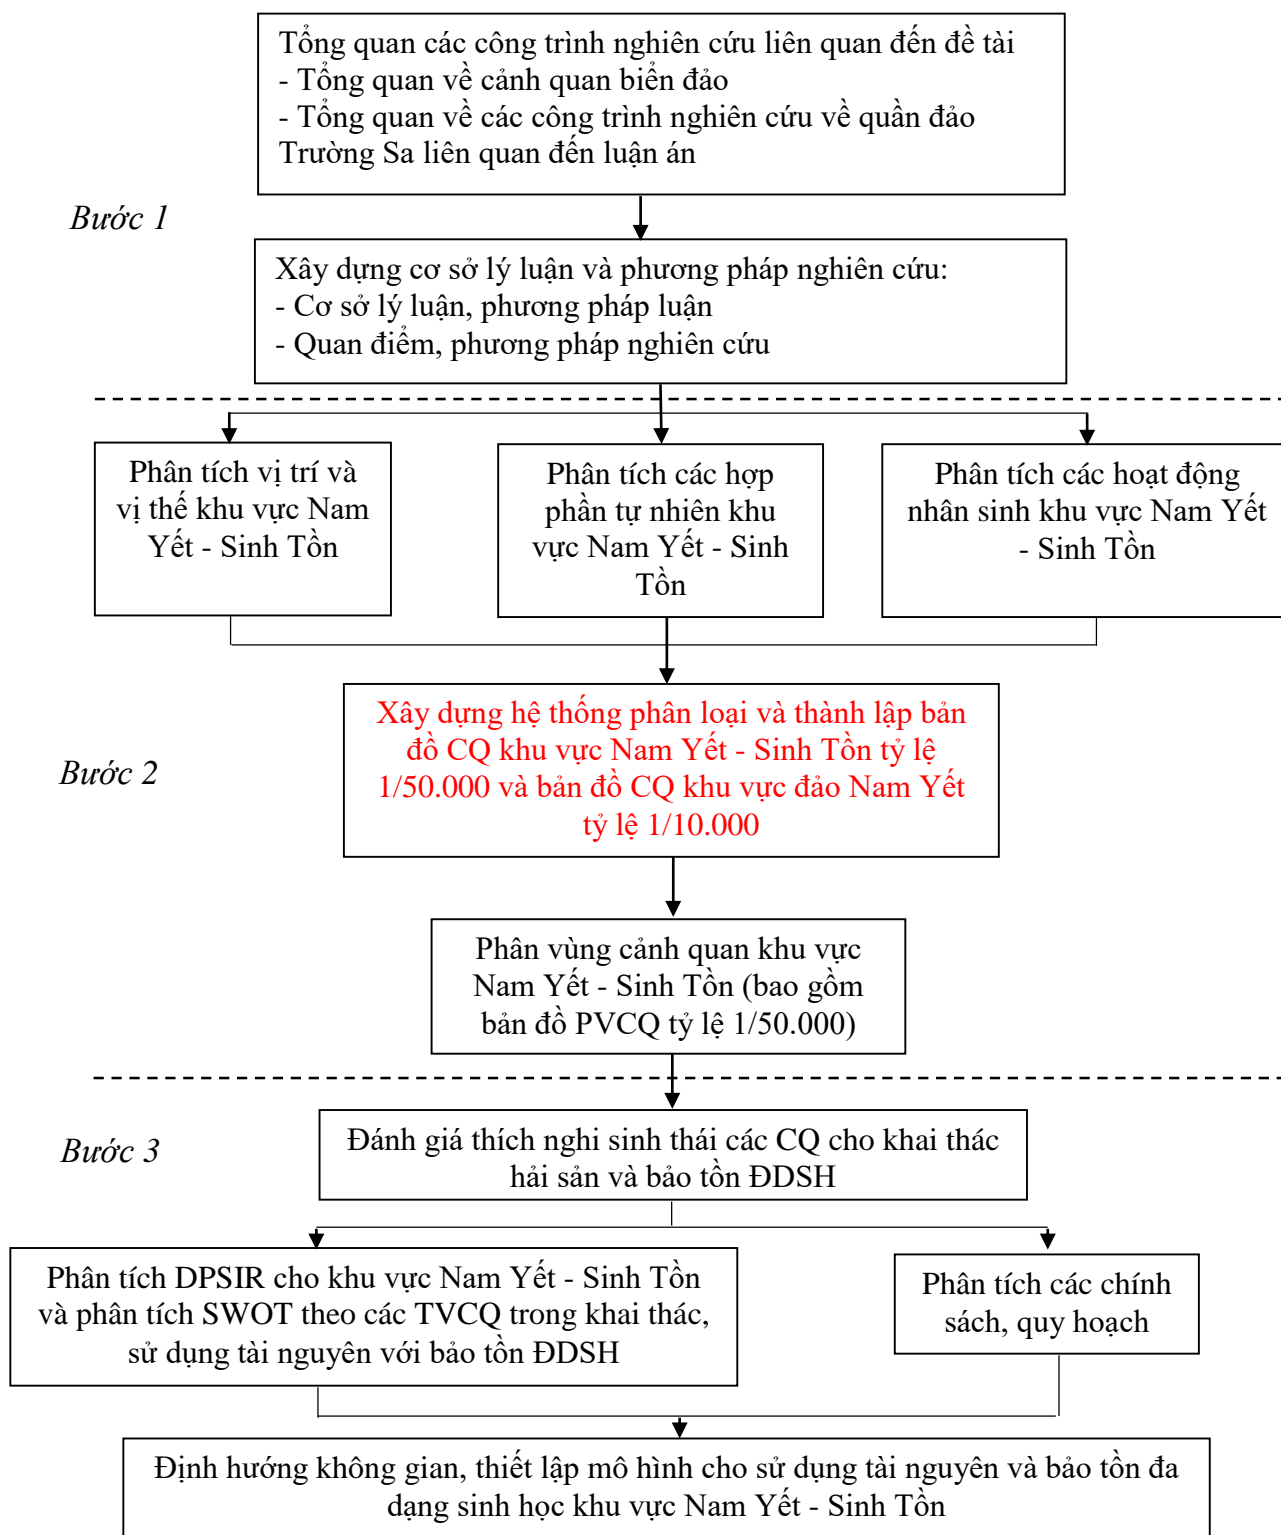 Tổng quan các công trình nghiên cứu liên quan đến đề tài
- Tổng quan về cảnh quan biển đảo
- Tổng quan về các công trình nghiên cứu về quần đảo
Trường Sa liên quan đến luận án
Bước 1
Xây dựng cơ sở lý luận và phương pháp nghiên cứu:
- Cơ sở lý luận, phương pháp luận
- Quan điểm, phương pháp nghiên cứu
Phân tích vị trí và
vị thế khu vực Nam
Yết - Sinh Tồn
Phân tích các hợp
phần tự nhiên khu
vực Nam Yết - Sinh
Tồn
Phân tích các hoạt động
nhân sinh khu vực Nam Yết
- Sinh Tồn
Bước 2
Xây dựng hệ thống phân loại và thành lập bản
đồ CQ khu vực Nam Yết - Sinh Tồn tỷ lệ
1/50.000 và bản đồ CQ khu vực đảo Nam Yết
tỷ lệ 1/10.000
Phân vùng cảnh quan khu vực
Nam Yết - Sinh Tồn (bao gồm
bản đồ PVCQ tỷ lệ 1/50.000)
Bước 3
Đánh giá thích nghi sinh thái các CQ cho khai thác
hải sản và bảo tồn ĐDSH
Phân tích DPSIR cho khu vực Nam Yết - Sinh Tồn
và phân tích SWOT theo các TVCQ trong khai thác,
sử dụng tài nguyên với bảo tồn ĐDSH
Phân tích các chính
sách, quy hoạch
Định hướng không gian, thiết lập mô hình cho sử dụng tài nguyên và bảo tồn đa
dạng sinh học khu vực Nam Yết - Sinh Tồn